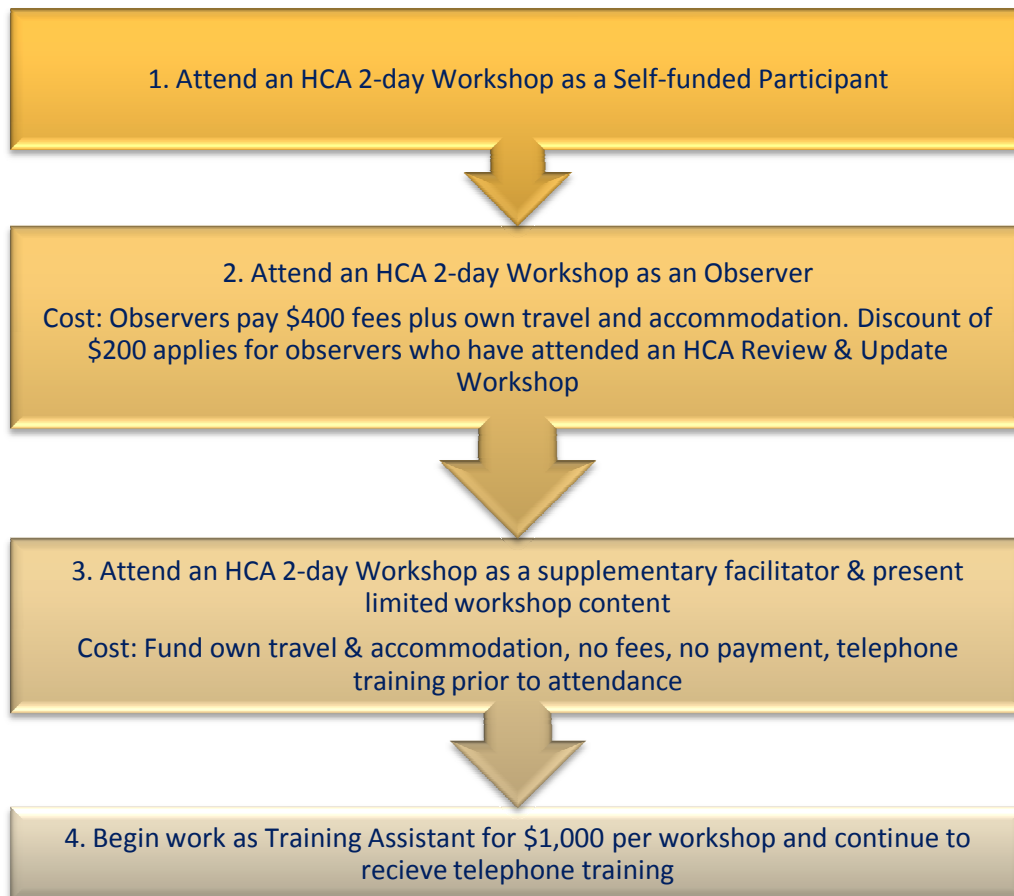 1. Attend an HCA 2-day Workshop as a Self-funded Participant
2. Attend an HCA 2-day Workshop as an Observer
Cost: Observers pay $400 fees plus own travel and accommodation. Discount of
$200 applies for observers who have attended an HCA Review & Update
Workshop
3. Attend an HCA 2-day Workshop as a supplementary facilitator & present
limited workshop content
Cost: Fund own travel & accommodation, no fees, no payment, telephone
training prior to attendance
4. Begin work as Training Assistant for $1,000 per workshop and continue to
recieve telephone training